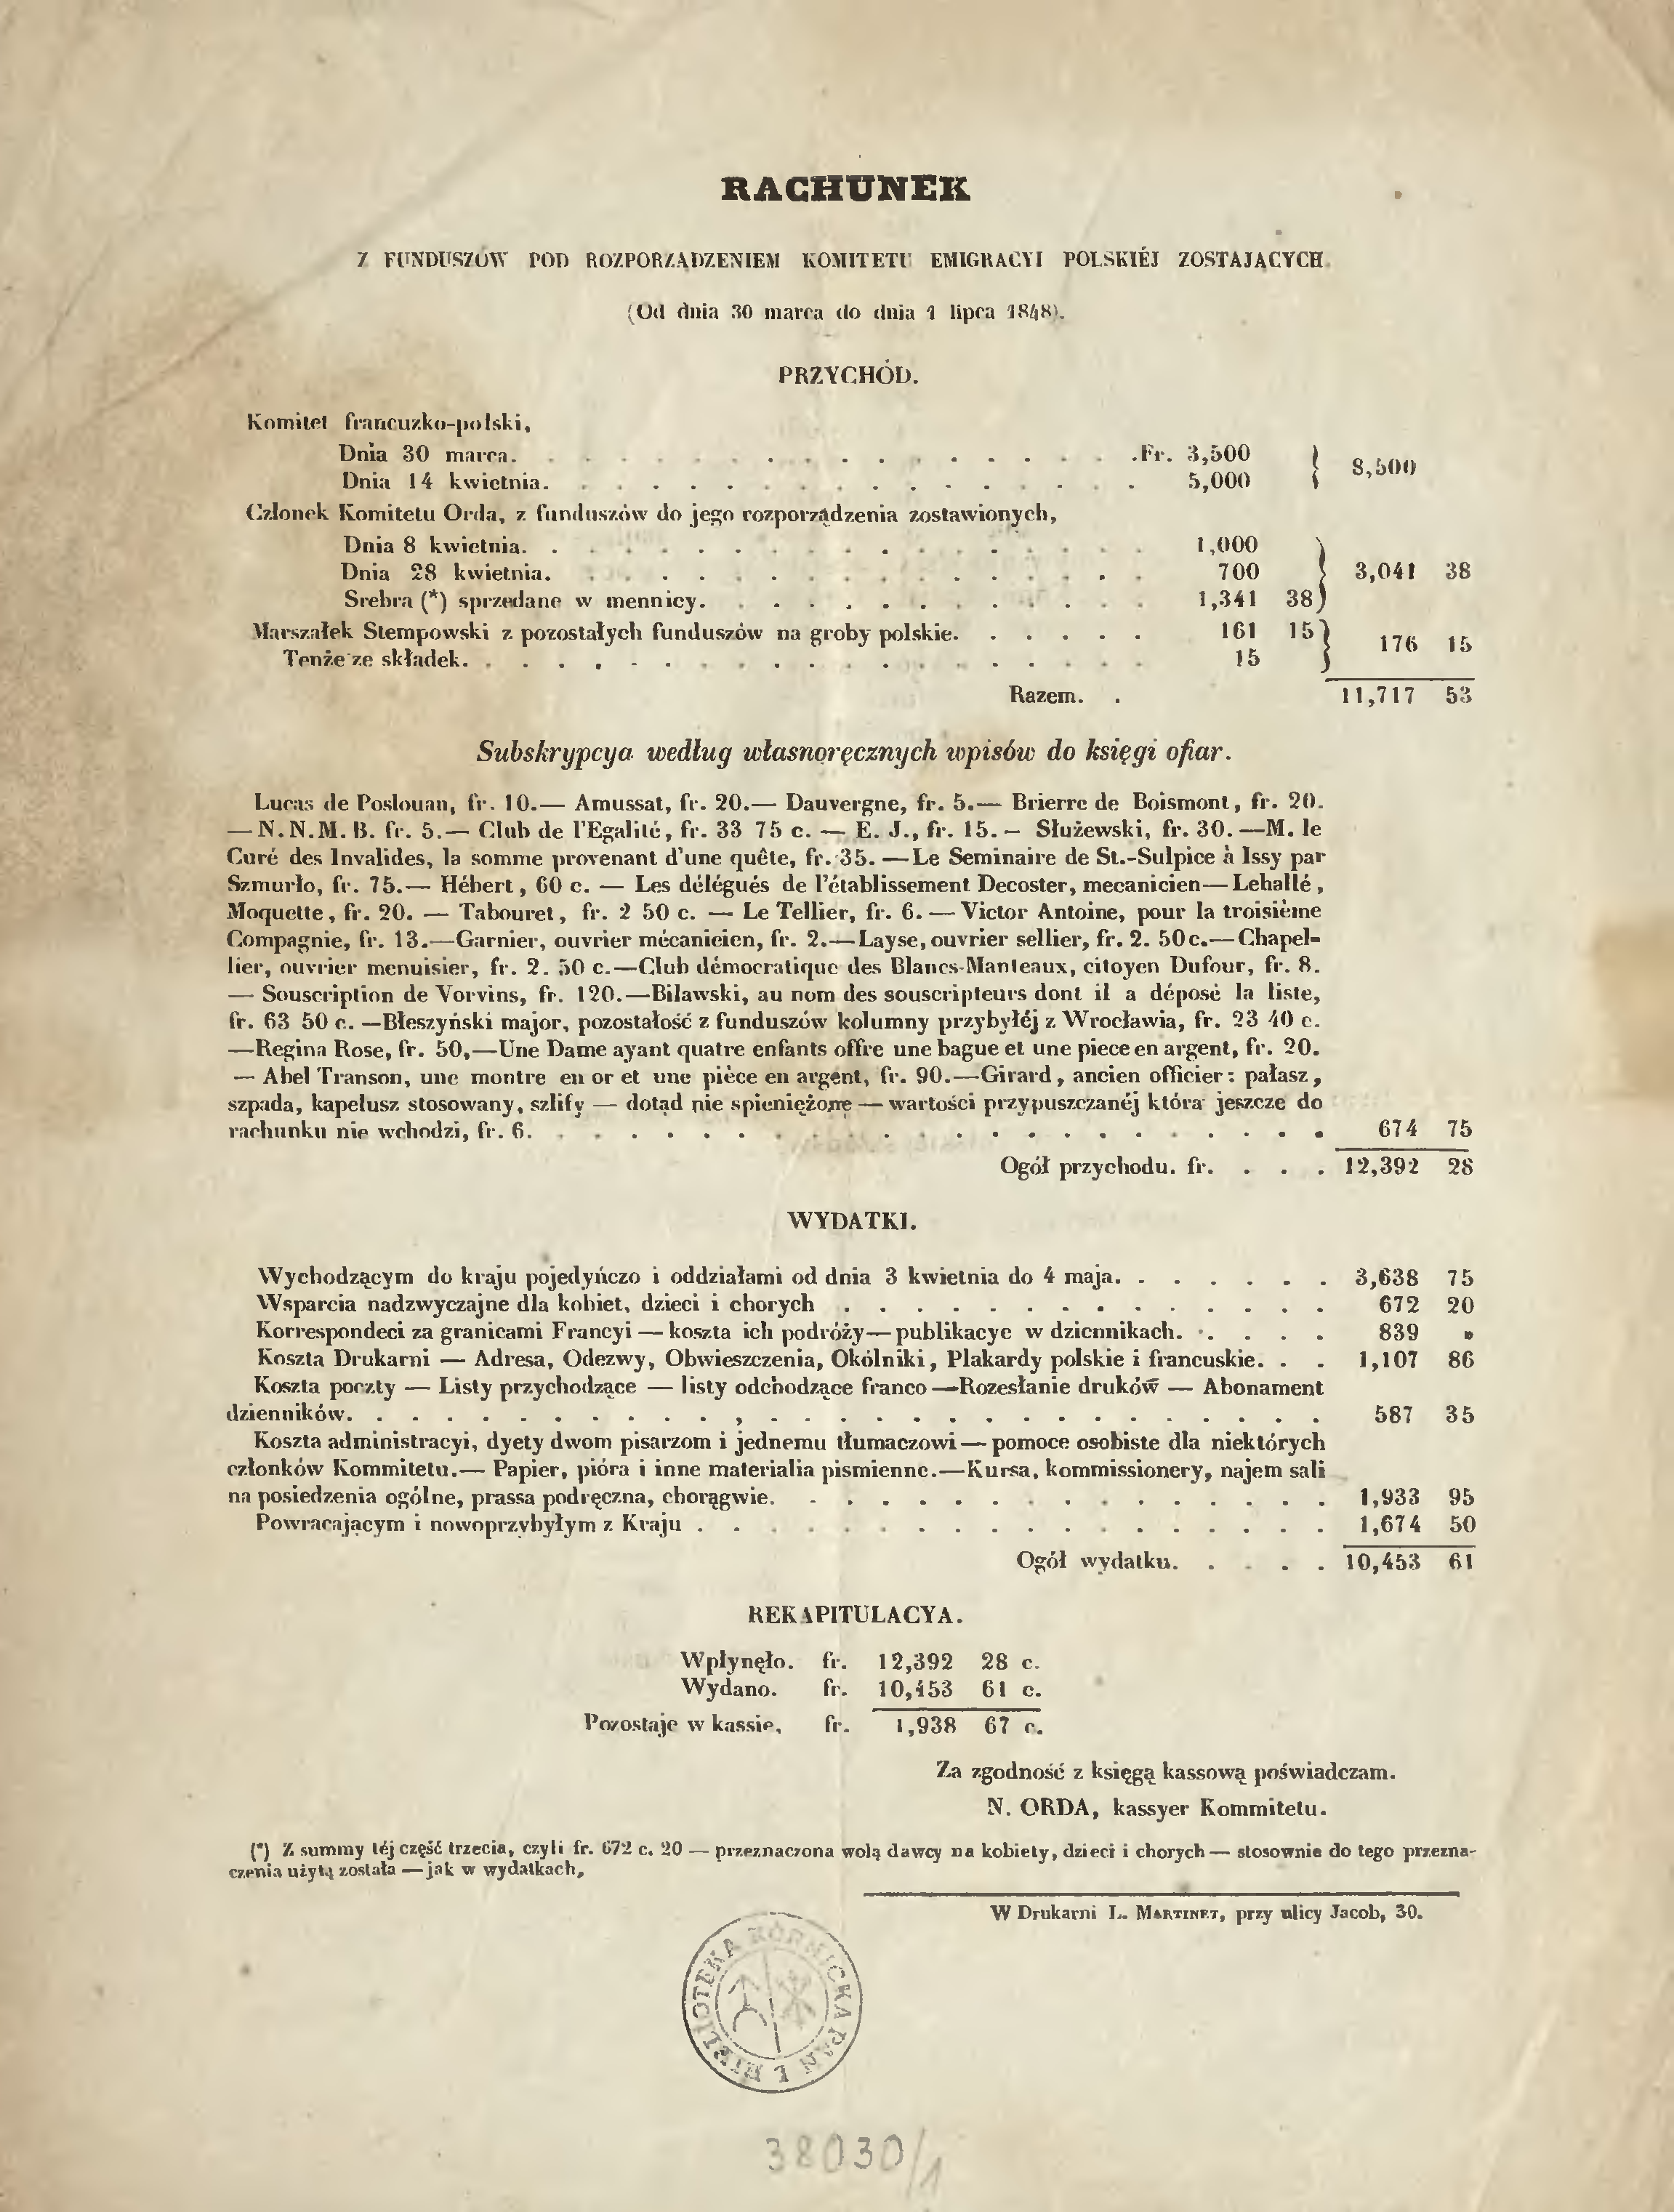 RACHUNEK
Z FUNDUSZÓW POD ROZPORZĄDZENIEM KOMITETU EMIGRACYI POLSKIÉJ ZOSTAJĄCYCH
(Od dnia 30 marca do dnia 1 lipca 1848).
PRZYCHÓD.
Komitet francuzko-polski,
Dnia 30 marca. . . . . . . . . . . Fr. 3,500 } 8,500
Dnia 14 kwietnia. . . . . . . . . . . 5,000
Członek Komitetu Orda, z funduszów do jego rozporządzenia zostawionych,
Dnia 8 kwietnia. . . . . . . . . . . 1,000
Dnia 28 kwietnia. . . . . . . . . . . 700 } 3,041 38
Srebra (*) sprzedane w mennicy. . . . . . . . . . . 1,341 38
Marszałek Stempowski z pozostałych funduszów na groby polskie. . . . . . 161 15 } 176 15
Tenże ze składek. . . . . . . . . . . 15
Razem. . 11,717 53
Subskrypcya według własnoręcznych wpisów do księgi ofiar.
Lucas de Poslouan, fr. 10.— Amussat, fr. 20.— Dauvergne, fr. 5.— Brierre de Boismont, fr. 20.
— N.N.M.B. fr. 5.— Club de l'Egalité, fr. 33 75 c. — E. J., fr. 15. — Służewski, fr. 30. —M. le
Curé des Invalides, la somme provenant d'une quête, fr. 35. — Le Seminaire de St.-Sulpice à Issy par
Szmurło, fr. 75.— Hébert, 60 c. — Les délégués de l'établissement Decoster, mecanicien— Lehallé,
Moquette, fr. 20. — Tabouret, fr. 2 50 c. — Le Tellier, fr. 6. — Victor Antoine, pour la troisième
Compagnie, fr. 13.—Garnier, ouvrier mécanicien, fr. 2.—Layse, ouvrier sellier, fr. 2. 50c.—Chapel-
lier, ouvrier menuisier, fr. 2. 50 c.—Club démocratique des Blancs-Manteaux, citoyen Dufour, fr. 8.
— Souscription de Vorvins, fr. 120.—Bilawski, au nom des souscripteurs dont il a déposé la liste,
fr. 63 50 c. —Błeszyński major, pozostałość z funduszów kolumny przybyłéj z Wrocławia, fr. 23 40 c.
—Regina Rose, fr. 50,—Une Dame ayant quatre enfants offre une bague et une piece en argent, fr. 20.
— Abel Transon, une montre en or et une pièce en argent, fr. 90.—Girard, ancien officier: pałasz,
szpada, kapelusz stosowany, szlify — dotąd nie spieniężone — wartości przypuszczanéj która jeszcze do
rachunku nie wchodzi, fr. 6. . . . . . . . . . . 674 75
Ogół przychodu. fr. . . . 12,392 28
WYDATKI.
Wychodzącym do kraju pojedyńczo i oddziałami od dnia 3 kwietnia do 4 maja. . . . . . . 3,638 75
Wsparcia nadzwyczajne dla kobiet, dzieci i chorych . . . . . . . . . . . 672 20
Korrespondeci za granicami Francyi — koszta ich podróży—publikacye w dziennikach. . . . . 839 »
Koszta Drukarni — Adresa, Odezwy, Obwieszczenia, Okólniki, Plakardy polskie i francuskie. . . 1,107 86
Koszta poczty — Listy przychodzące — listy odchodzące franco —Rozesłanie druków — Abonament
dzienników. . . . . . . . . . . 587 35
Koszta administracyi, dyety dwom pisarzom i jednemu tłumaczowi — pomoce osobiste dla niektórych
członków Kommitetu.— Papier, pióra i inne materialia pismienne.—Kursa, kommissionery, najem sali
na posiedzenia ogólne, prassa podręczna, chorągwie. . . . . . . . . . . 1,933 95
Powracającym i nowoprzybyłym z Kraju . . . . . . . . . . . 1,674 50
Ogół wydatku. . . . . 10,453 61
REKAPITULACYA.
Wpłynęło. fr. 12,392 28 c.
Wydano. fr. 10,453 61 c.
Pozostaje w kassie, fr. 1,938 67 c.
Za zgodność z księgą kassową poświadczam.
N. ORDA, kassyer Kommitetu.
(*) Z summy téj część trzecia, czyli fr. 672 c. 20 — przeznaczona wolą dawcy na kobiety, dzieci i chorych — stosownie do tego przezna-
czenia użytą została — jak w wydatkach,
W Drukarni L. MARTINET, przy ulicy Jacob, 30.
BIBLIOTEKA KÓRNICKA PAN
38030/1